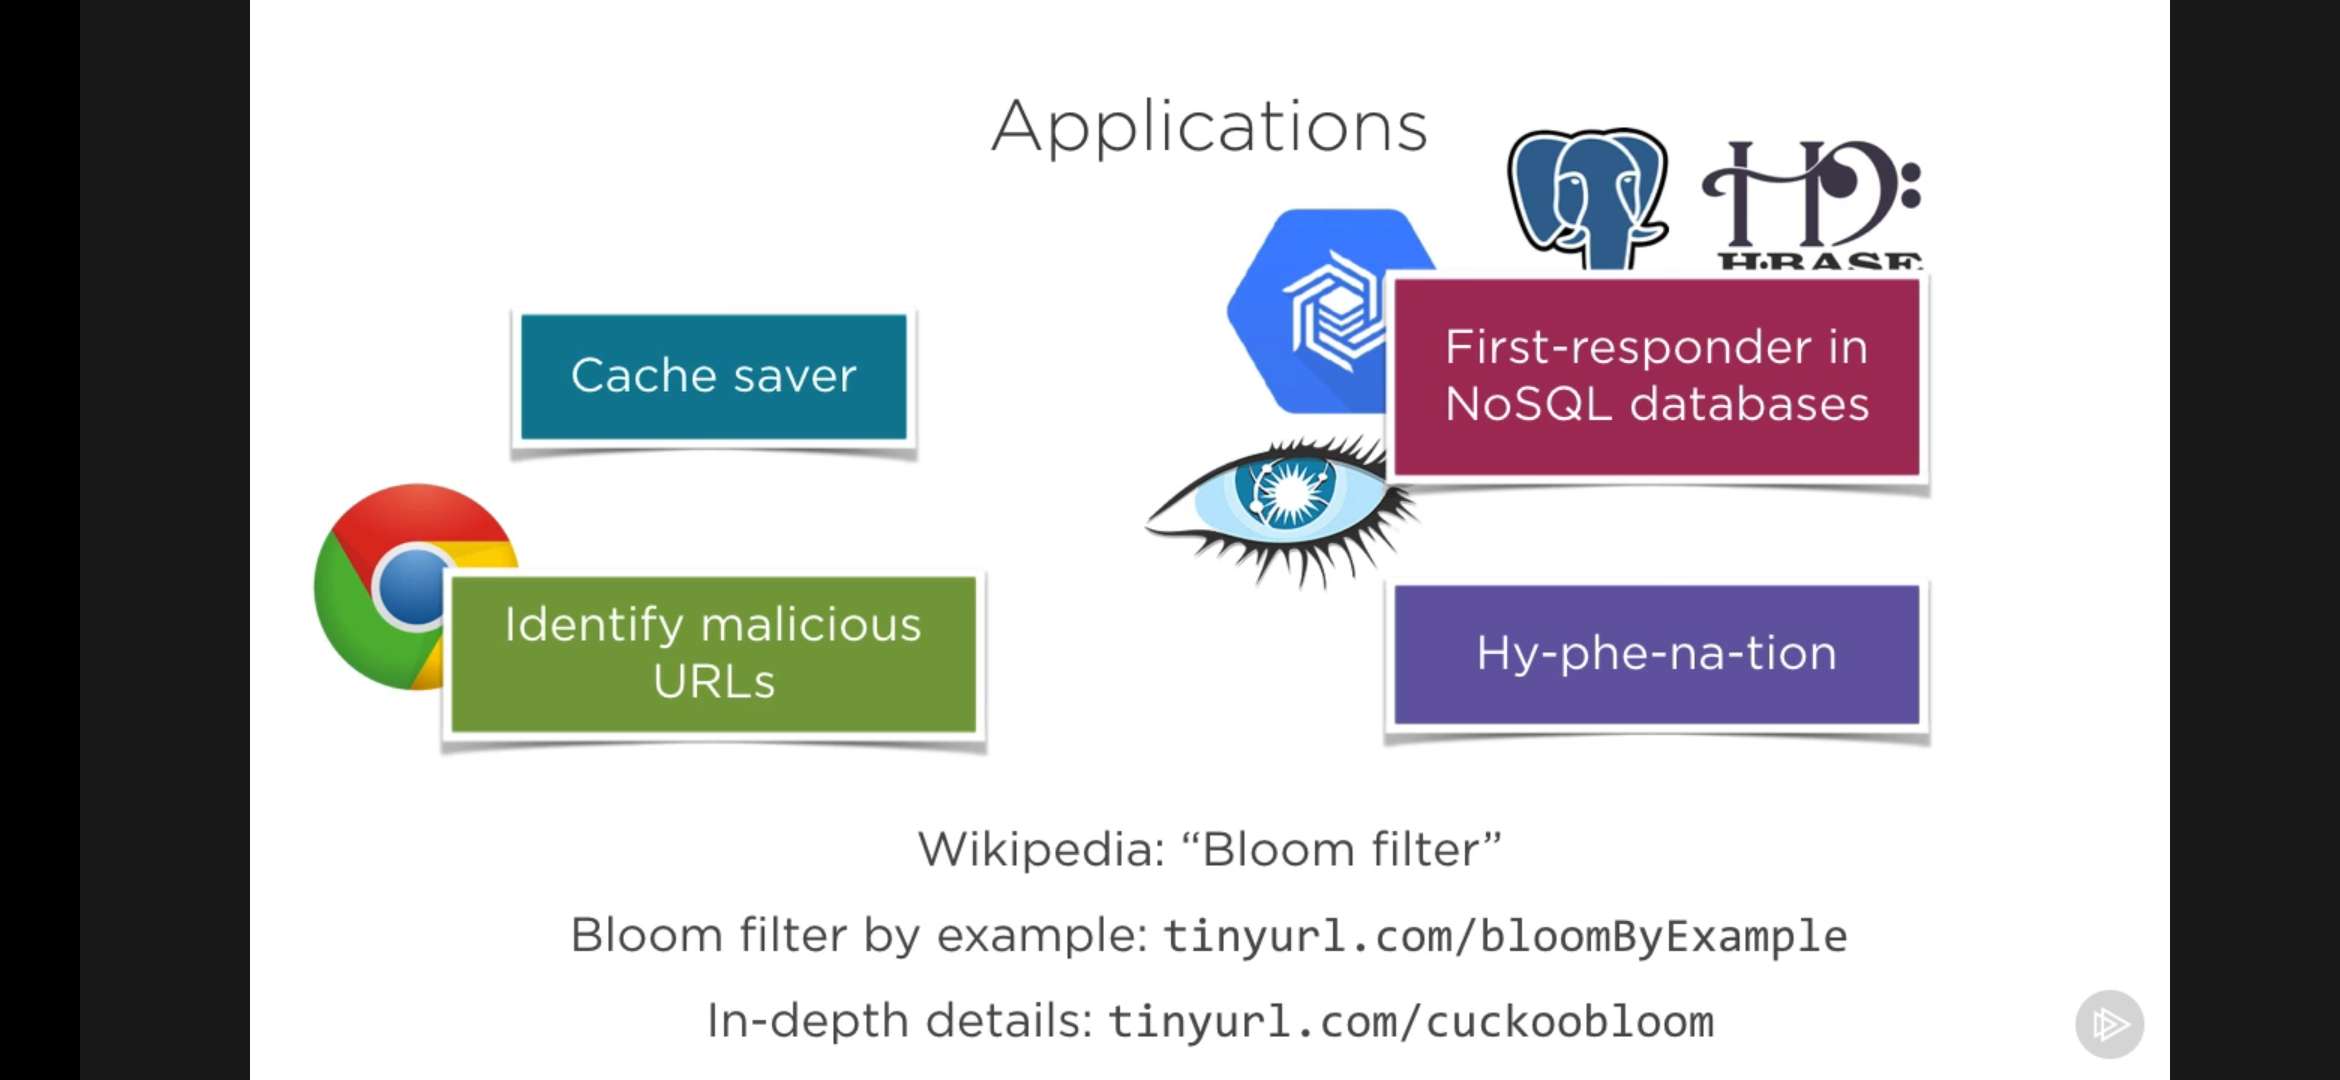 Applications
H·BASE
Cache saver
First-responder in
NoSQL databases
Identify malicious
URLs
Hy-phe-na-tion
Wikipedia: “Bloom filter”
Bloom filter by example: tinyurl.com/bloomByExample
In-depth details: tinyurl.com/cuckoobloom